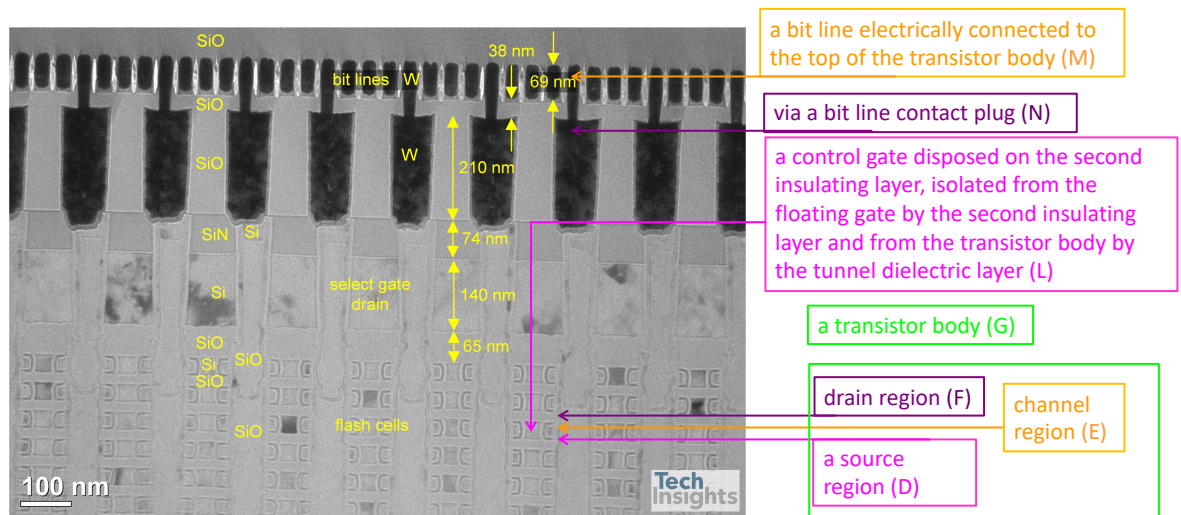 SiO
38 nm
bit lines W
69 nm
SiO
SiO
W
210 nm
SiN
Si
74 nm
Si
select gate
drain
140 nm
SiO
65 nm
SiO
Si
SiO
flash cells
SiO
100 nm
Tech
Insights
a bit line electrically connected to
the top of the transistor body (M)
via a bit line contact plug (N)
a control gate disposed on the second
insulating layer, isolated from the
floating gate by the second insulating
layer and from the transistor body by
the tunnel dielectric layer (L)
a transistor body (G)
drain region (F)
channel
region (E)
a source
region (D)